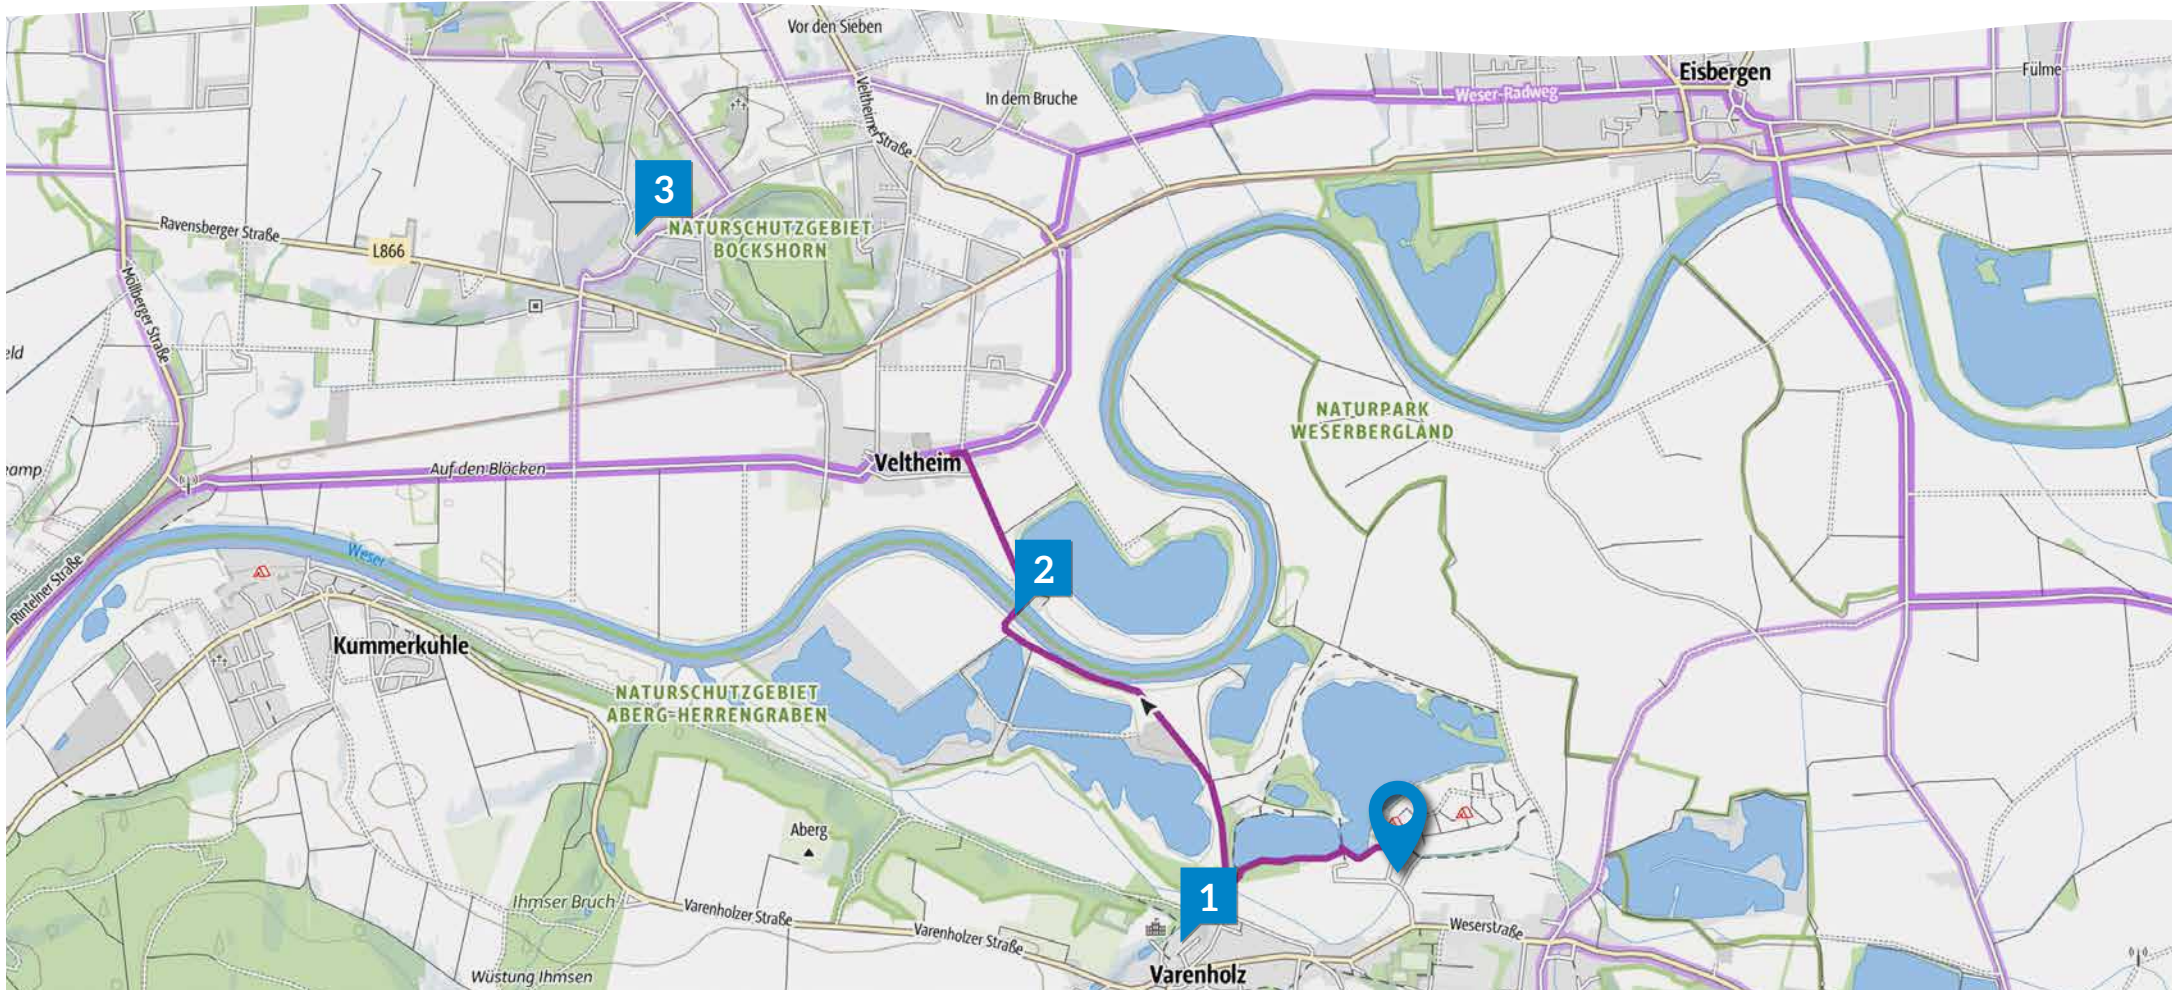 Vor den Sieben
Eisbergen
Fülme
In dem Bruche
Weser-Radweg
Veltheimer Straße
3
NATURSCHUTZGEBIET
BOCKSHORN
Ravensberger Straße
L866
Möllberger Straße
eld
NATURPARK
WESERBERGLAND
Veltheim
Auf den Blöcken
camp
Weser
2
Rintelner Straße
Kummerkuhle
NATURSCHUTZGEBIET
ABERG-HERRENGRABEN
Aberg
1
Ihmser Bruch
Varenholzer Straße
Varenholzer Straße
Weserstraße
Wüstung Ihmsen
Varenholz